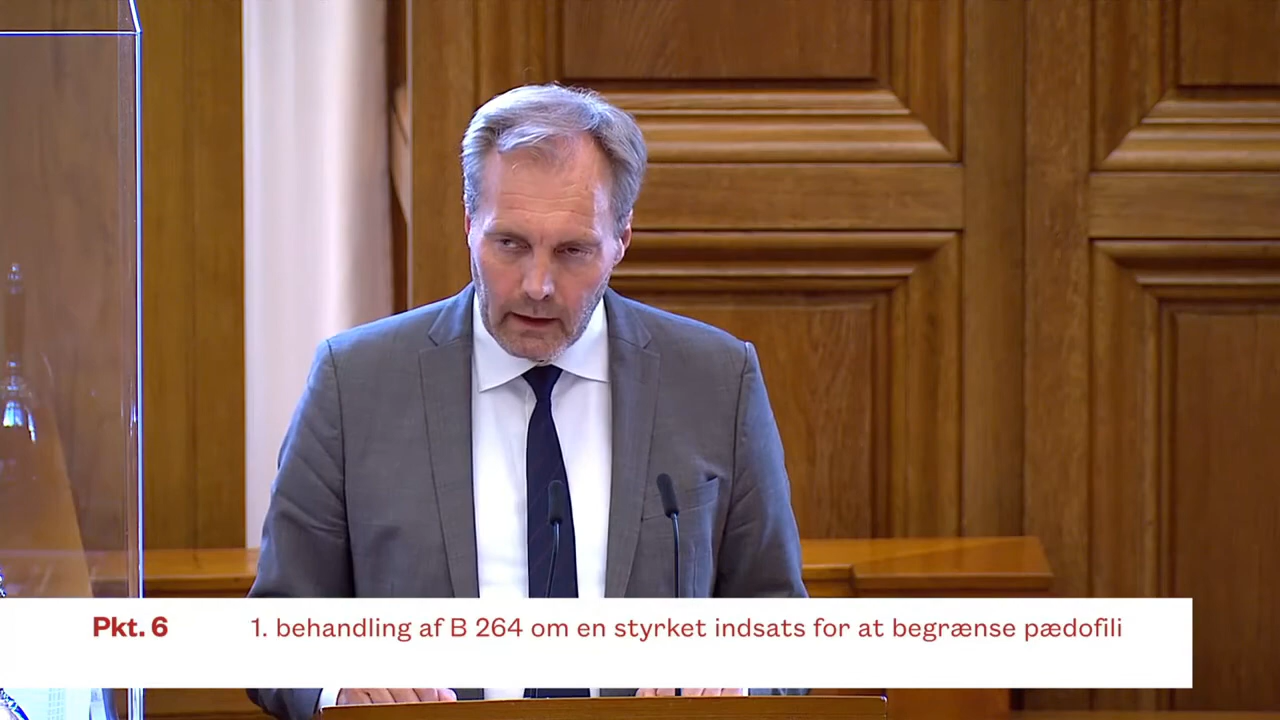 Pkt. 6 1. behandling af B 264 om en styrket indsats for at begrænse pædofili